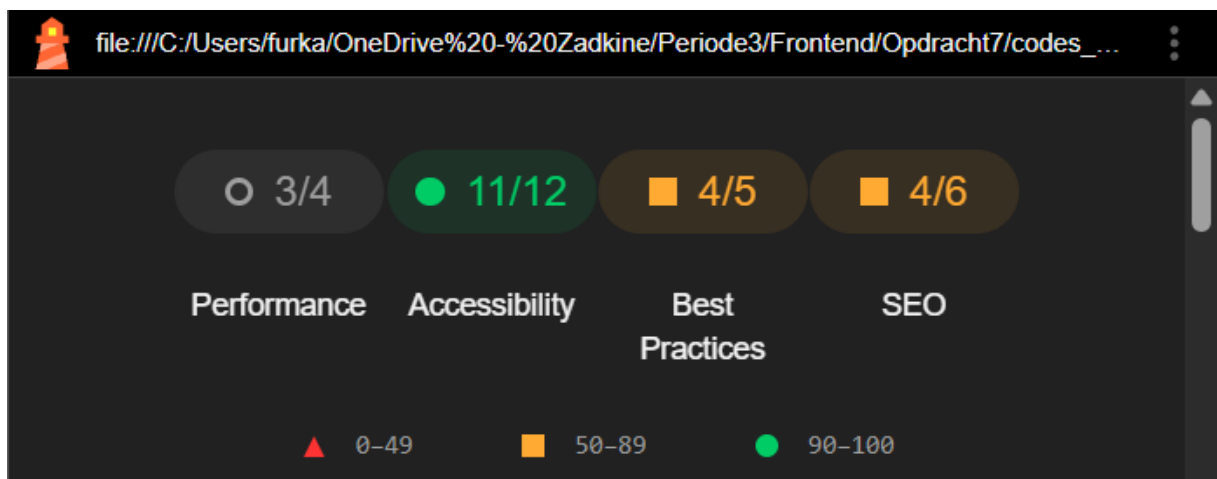 file:///C:/Users/furka/OneDrive%20-%20Zadkine/Periode3/Frontend/Opdracht7/codes_...
3/4 11/12 4/5 4/6
Performance Accessibility Best Practices SEO
0–49 50–89 90–100